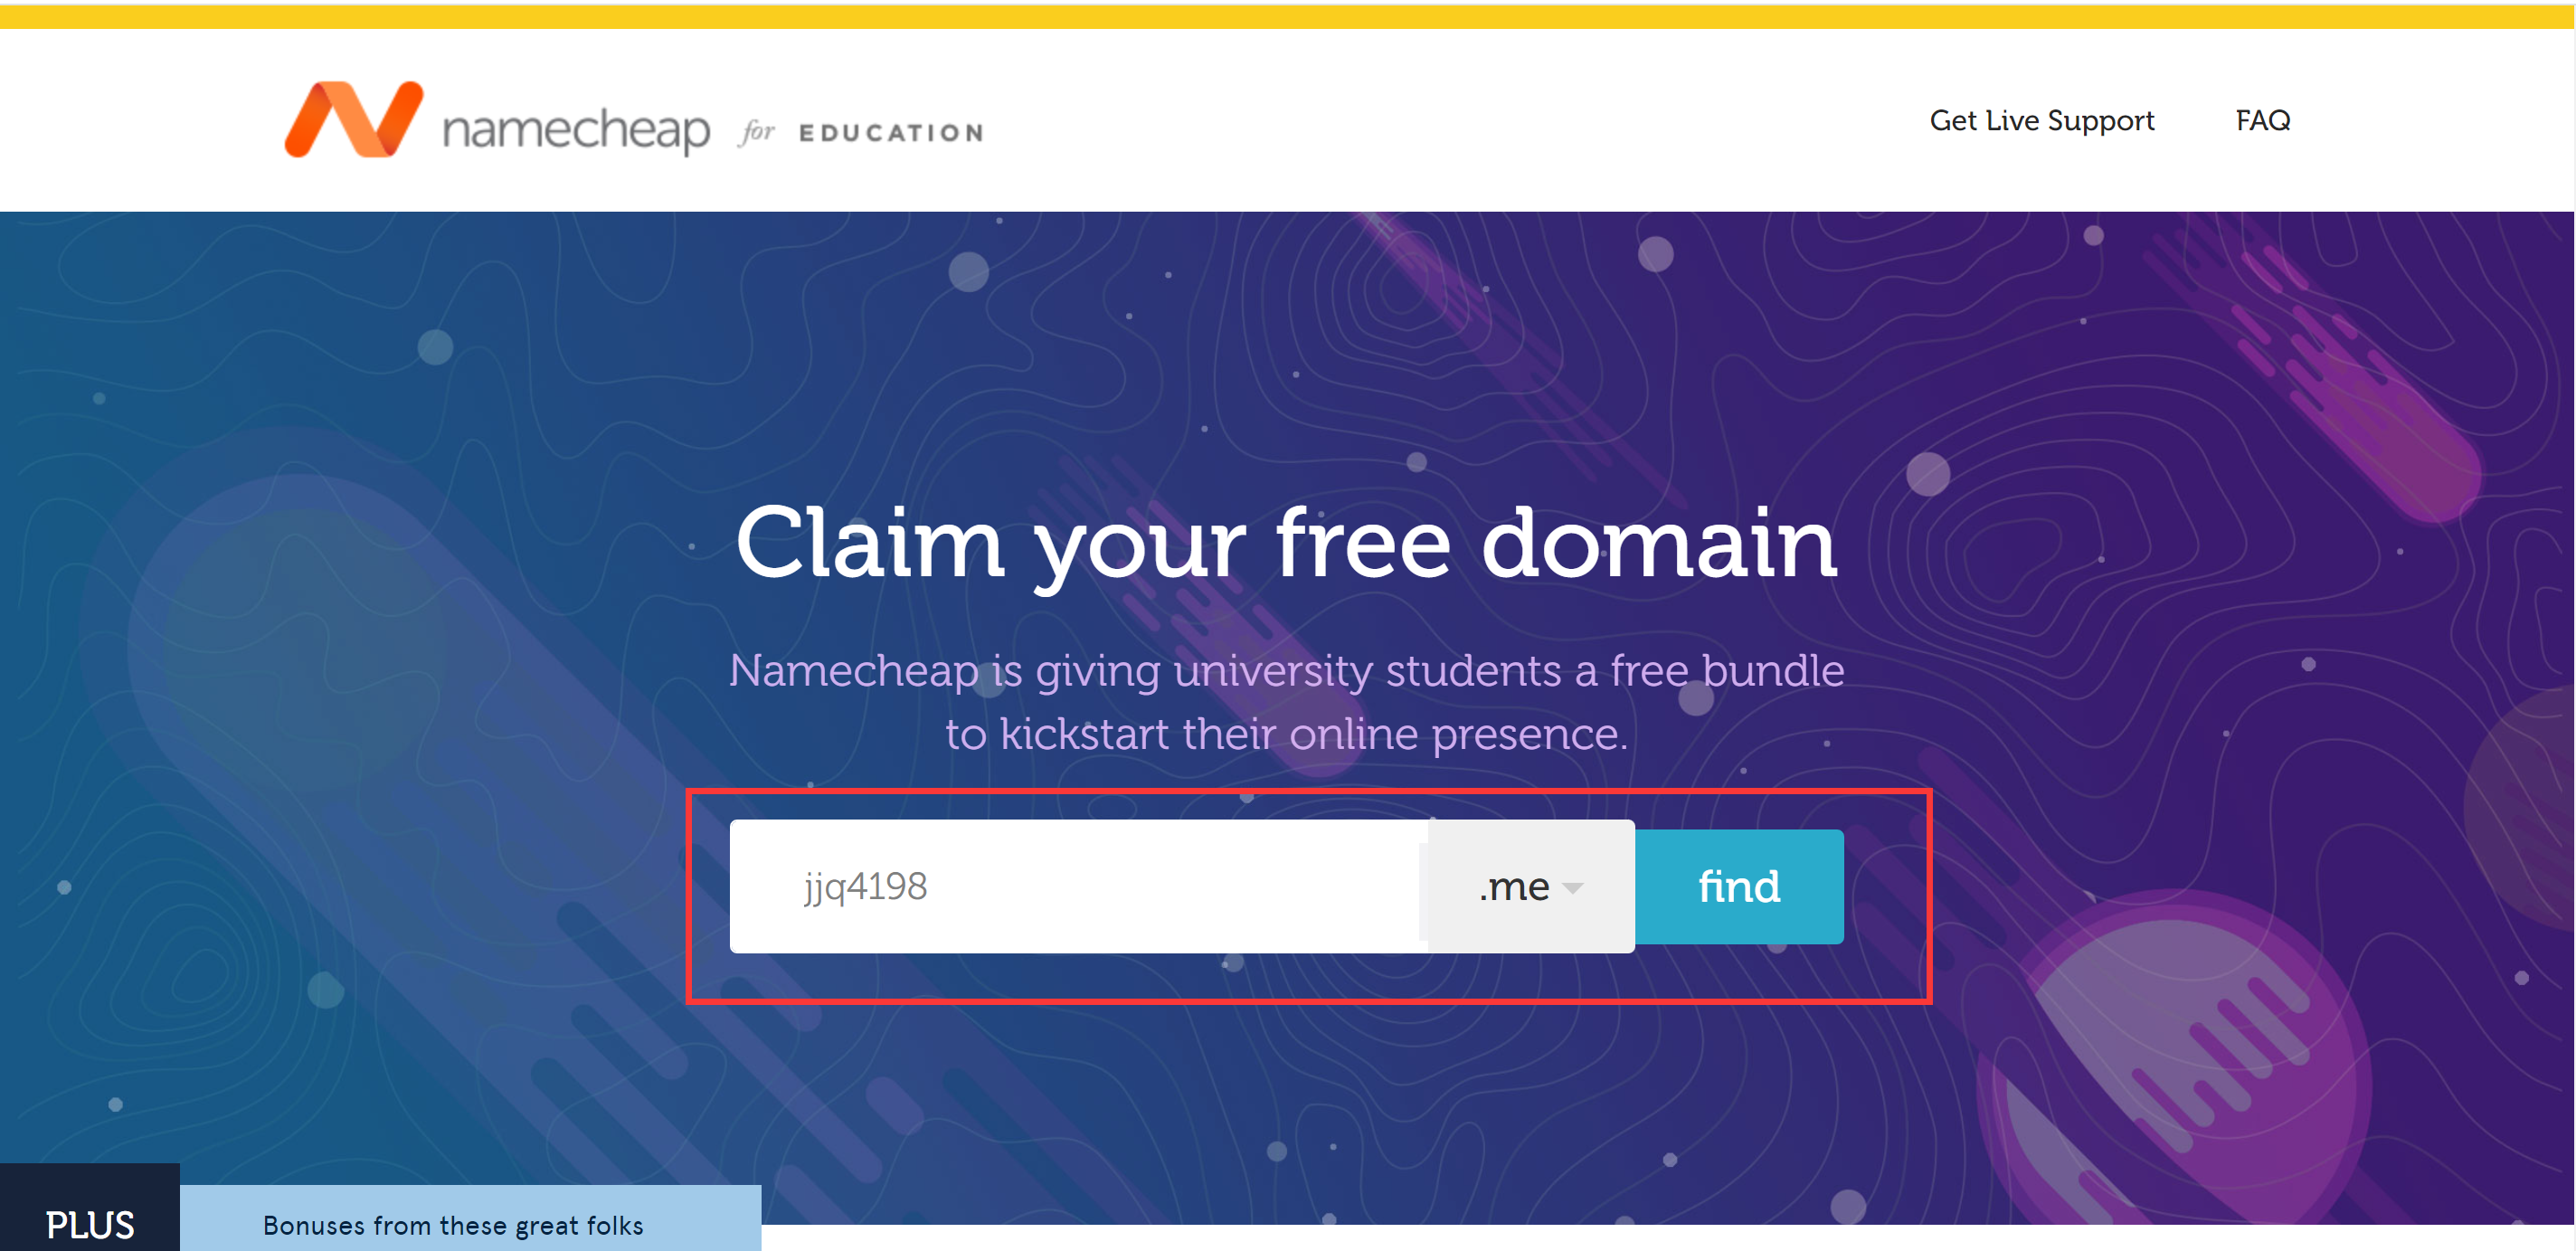 namecheap for EDUCATION
Get Live Support FAQ
Claim your free domain
Namecheap is giving university students a free bundle
to kickstart their online presence.
jjq4198 .me find
PLUS Bonuses from these great folks